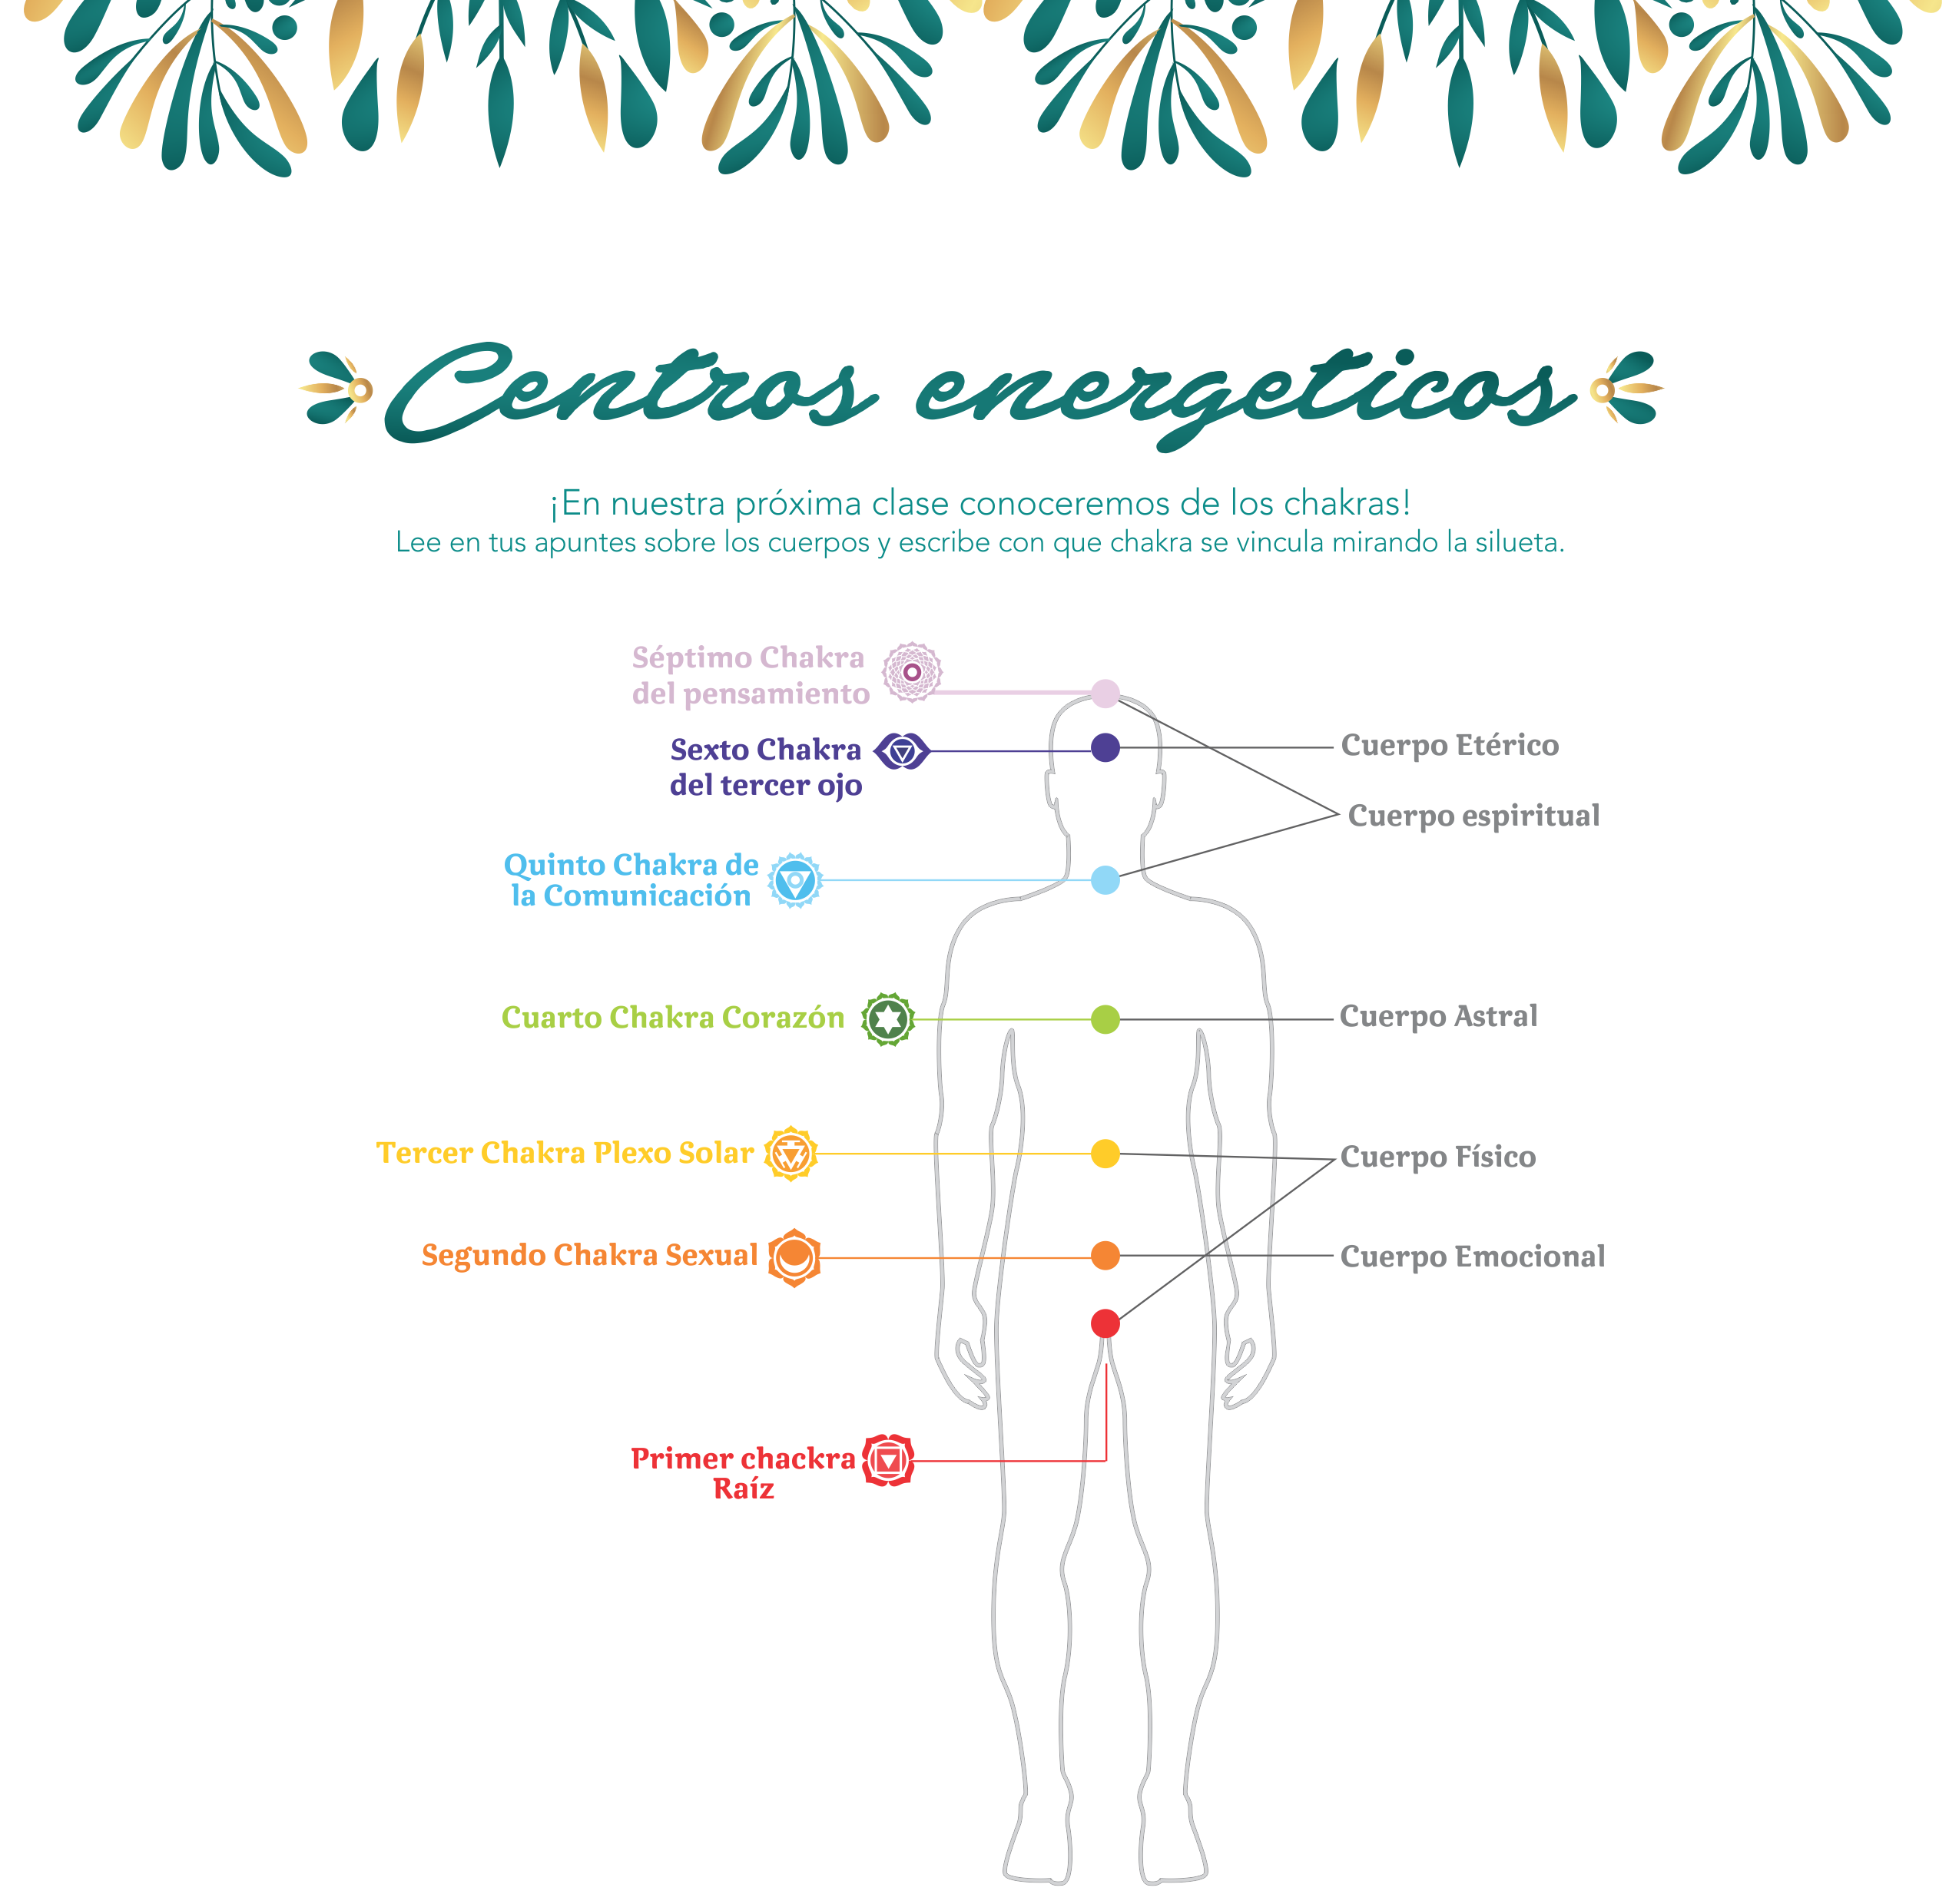 Centros energeticos
¡En nuestra próxima clase conoceremos de los chakras!
Lee en tus apuntes sobre los cuerpos y escribe con que chakra se vincula mirando la silueta.
Séptimo Chakra
del pensamiento
Sexto Chakra
del tercer ojo
Cuerpo Etérico
Cuerpo espiritual
Quinto Chakra de
la Comunicación
Cuarto Chakra Corazón
Cuerpo Astral
Tercer Chakra Plexo Solar
Cuerpo Físico
Segundo Chakra Sexual
Cuerpo Emocional
Primer chackra
Raíz